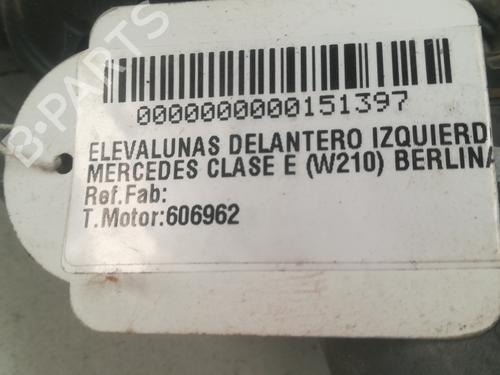 B-PARTS
0000000000151397
ELEVALUNAS DELANTERO IZQUIERD
MERCEDES CLASE E (W210) BERLINA
Ref.Fab:
T.Motor:606962